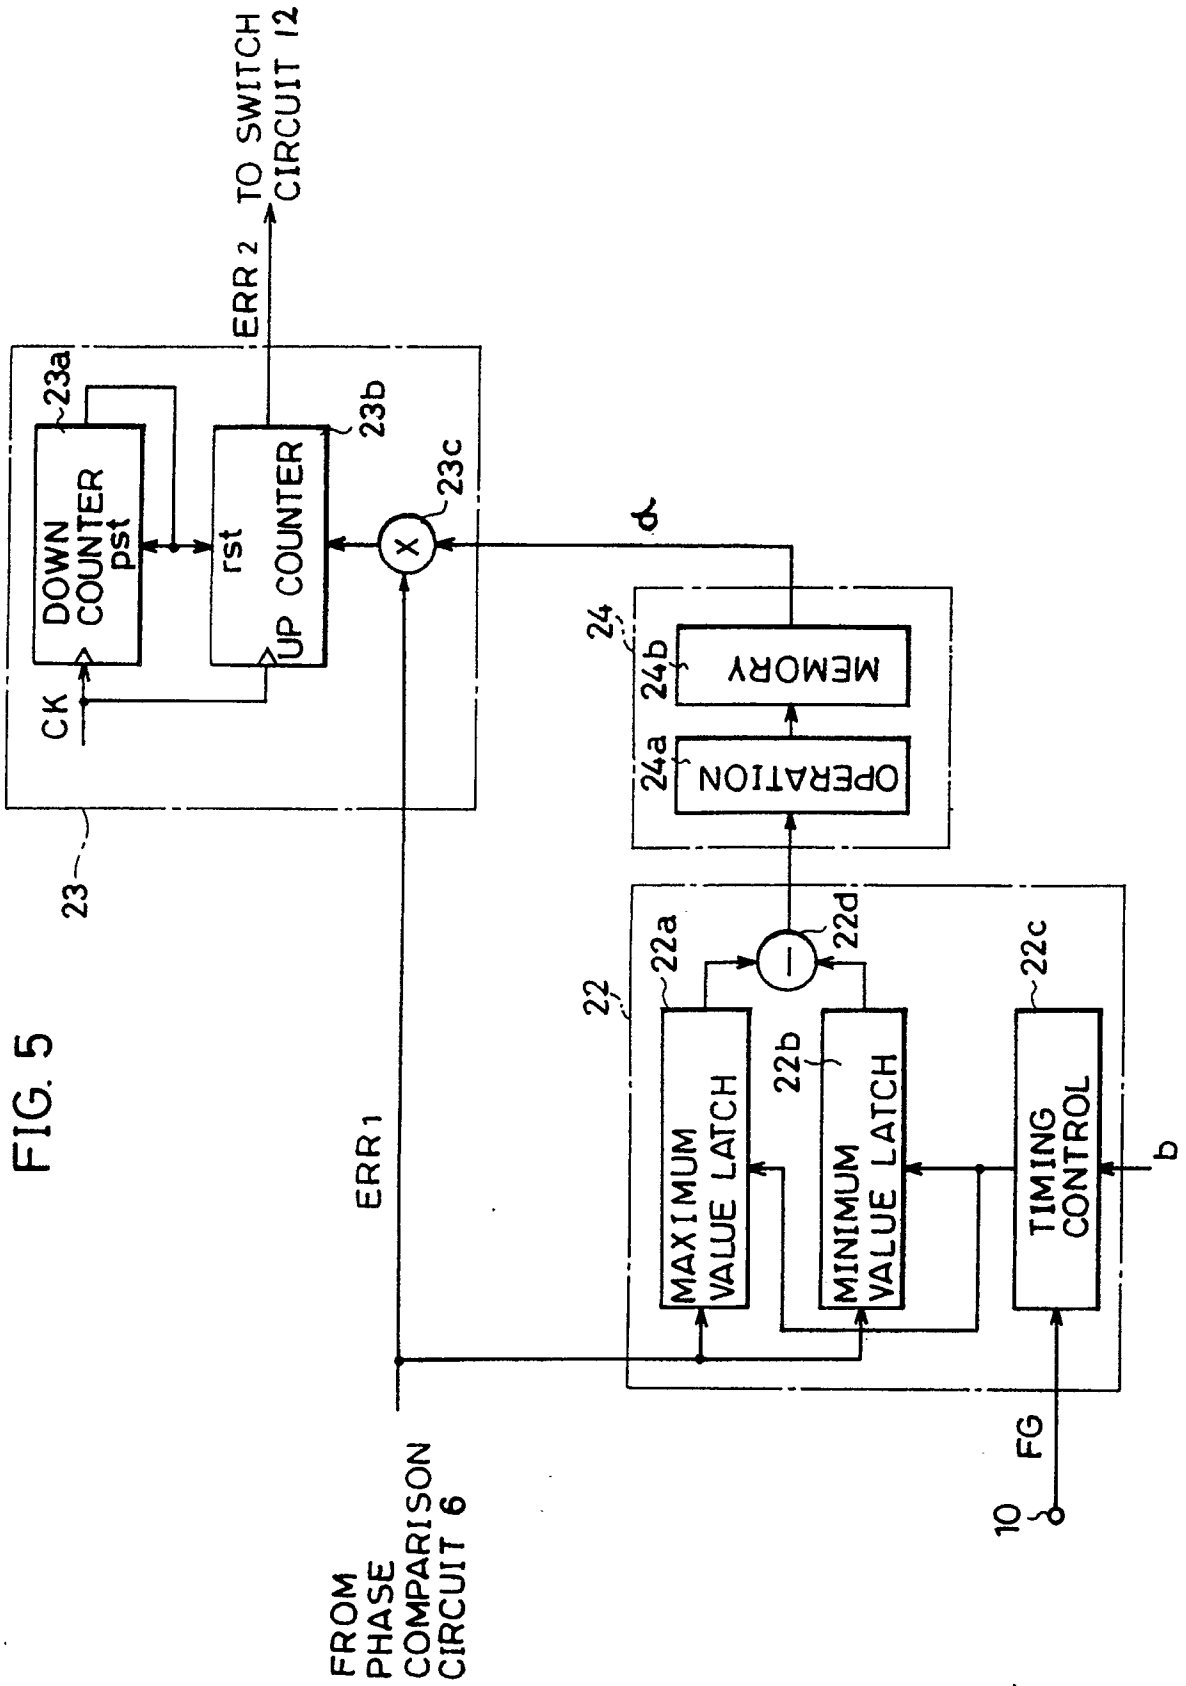 FIG. 5
23
CK
DOWN
COUNTER
pst
23a
rst
UP COUNTER
23b
23c
ERR 2
TO SWITCH
CIRCUIT 12
FROM
PHASE
COMPARISON
CIRCUIT 6
ERR1
α
22
MAXIMUM
VALUE LATCH
22a
MINIMUM
VALUE LATCH
22b
TIMING
CONTROL
22c
22d
24
OPERATION
24a
MEMORY
24b
10
FG
b